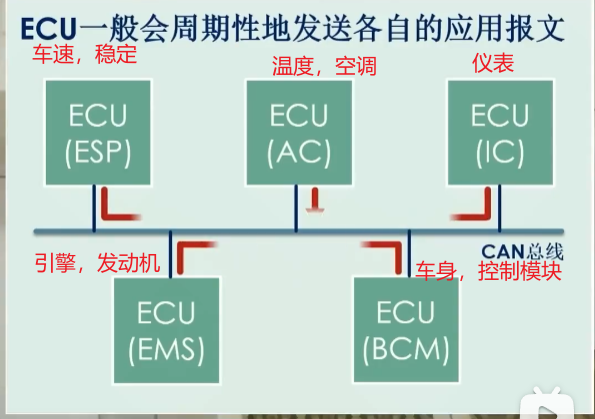 ECU一般会周期性地发送各自的应用报文
车速，稳定
温度，空调
仪表
ECU
(ESP)
ECU
(AC)
ECU
(IC)
CAN总线
引擎，发动机
车身，控制模块
ECU
(EMS)
ECU
(BCM)